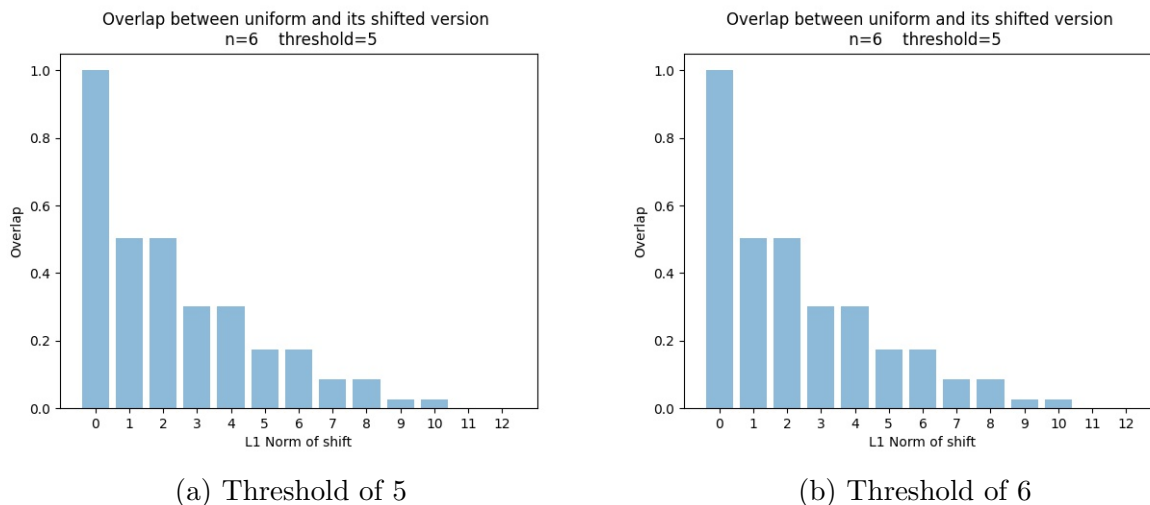 Overlap between uniform and its shifted version
n=6    threshold=5
1.0
0.8
0.6
0.4
0.2
0.0
Overlap
0 1 2 3 4 5 6 7 8 9 10 11 12
L1 Norm of shift
(a) Threshold of 5
Overlap between uniform and its shifted version
n=6    threshold=5
1.0
0.8
0.6
0.4
0.2
0.0
Overlap
0 1 2 3 4 5 6 7 8 9 10 11 12
L1 Norm of shift
(b) Threshold of 6